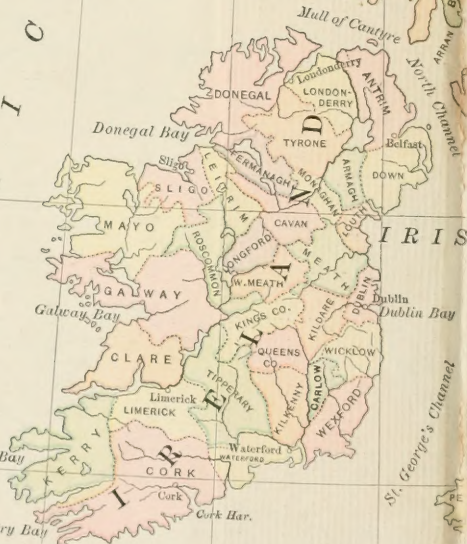 Mull of Cantyre
ARRAN
I C
North Channel
Londonderry
DONEGAL
LONDON-
DERRY
ANTRIM
Donegal Bay
TYRONE
Belfast
Sligo
FERMANAGH
DOWN
ARMAGH
MONAGHAN
LEITRIM
SLIGO
LOUTH
MAYO
CAVAN
IRIS
ROSCOMMON
LONGFORD
MEATH
GALWAY
W. MEATH
DUBLIN
Dublin
Dublin Bay
Galway Bay
KINGS CO.
KILDARE
CLARE
QUEENS
CO.
WICKLOW
TIPPERARY
CARLOW
KILKENNY
WEXFORD
Limerick
LIMERICK
St. George's Channel
KERRY
Waterford
WATERFORD
Bay
CORK
Cork
Cork Har.
ry Bay
PE
IRELAND